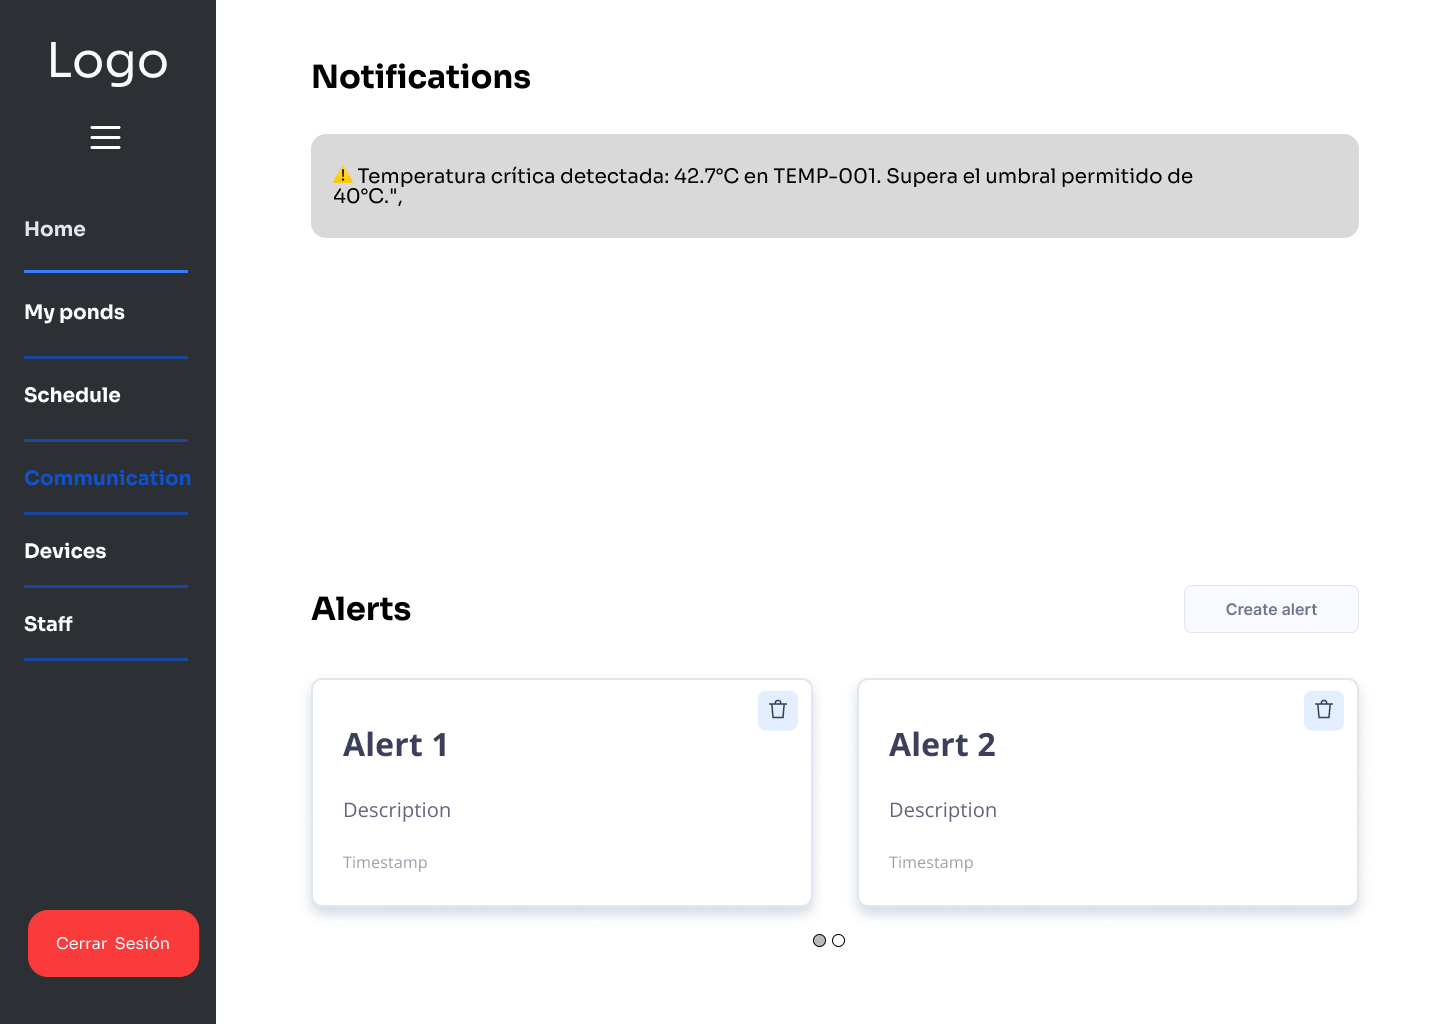 Logo
Home
My ponds
Schedule
Communication
Devices
Staff
Cerrar Sesión
Notifications
⚠️ Temperatura crítica detectada: 42.7°C en TEMP-001. Supera el umbral permitido de
40°C.",
Alerts
Create alert
Alert 1
Description
Timestamp
Alert 2
Description
Timestamp